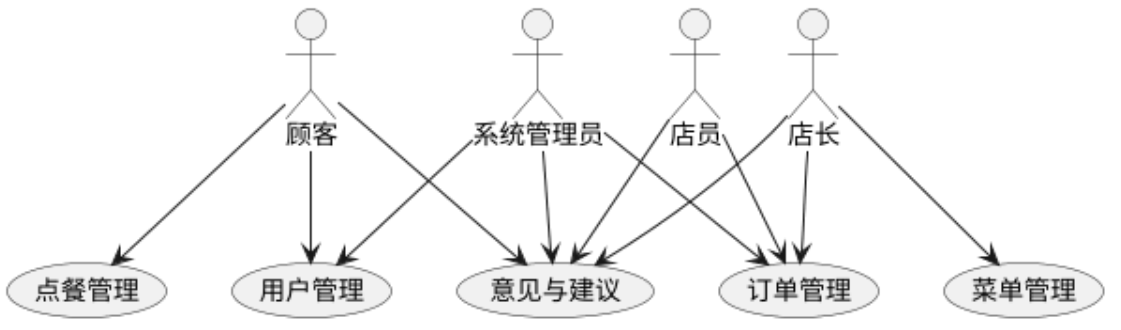 顾客
系统管理员
店员
店长
点餐管理
用户管理
意见与建议
订单管理
菜单管理